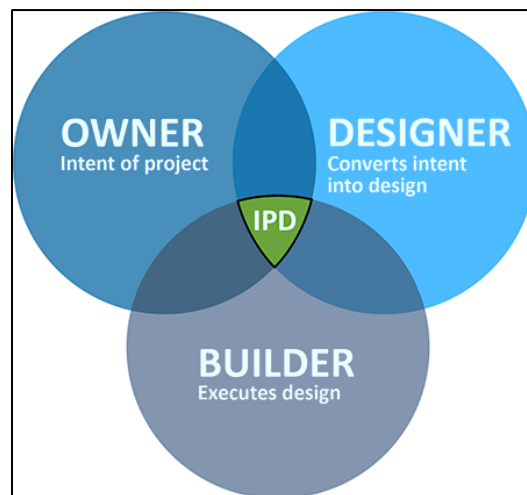 OWNER
Intent of project
DESIGNER
Converts intent
into design
IPD
BUILDER
Executes design